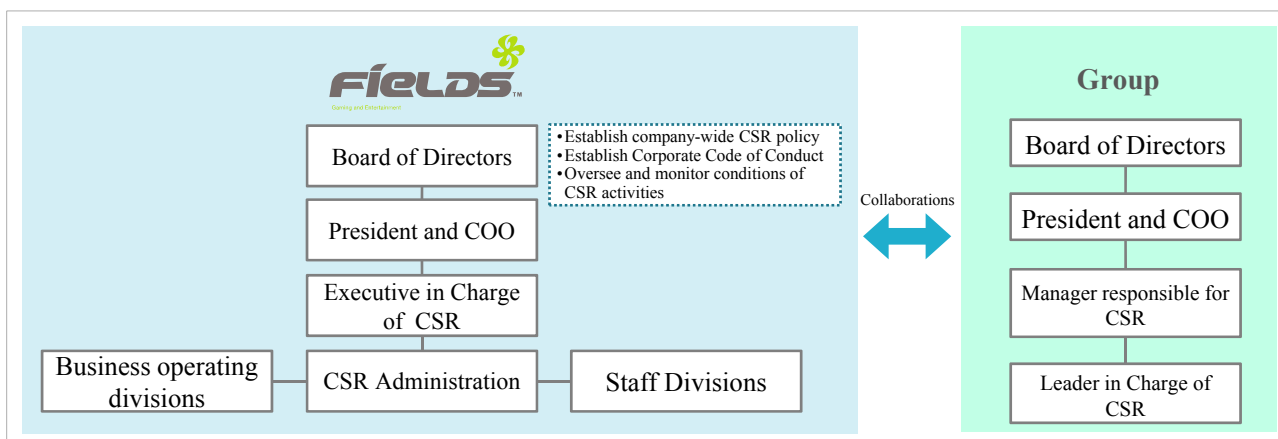 FIELDS™
Gaming and Entertainment
Board of Directors
•Establish company-wide CSR policy
•Establish Corporate Code of Conduct
•Oversee and monitor conditions of
CSR activities
President and COO
Executive in Charge
of CSR
Business operating
divisions
CSR Administration
Staff Divisions
Collaborations
Group
Board of Directors
President and COO
Manager responsible for
CSR
Leader in Charge of
CSR